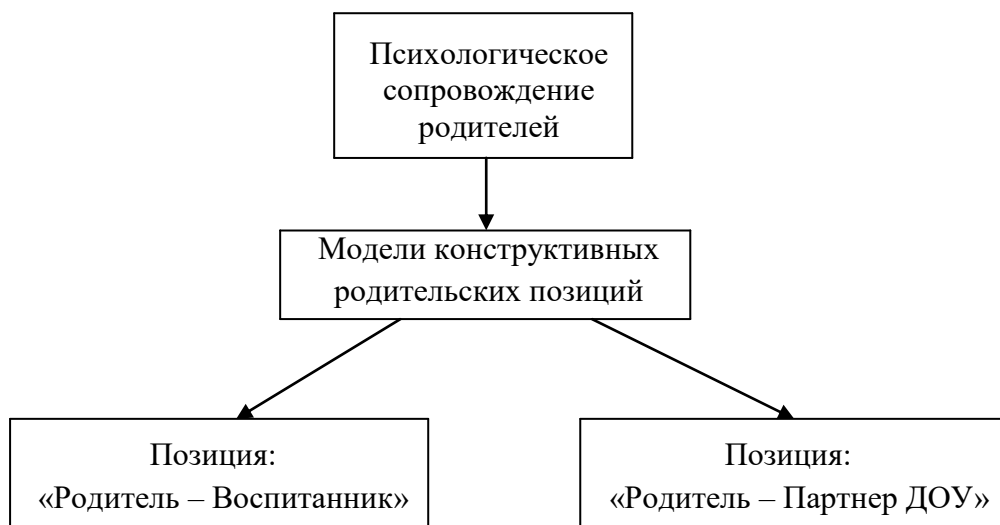 Психологическое
сопровождение
родителей
Модели конструктивных
родительских позиций
Позиция:
«Родитель – Воспитанник»
Позиция:
«Родитель – Партнер ДОУ»